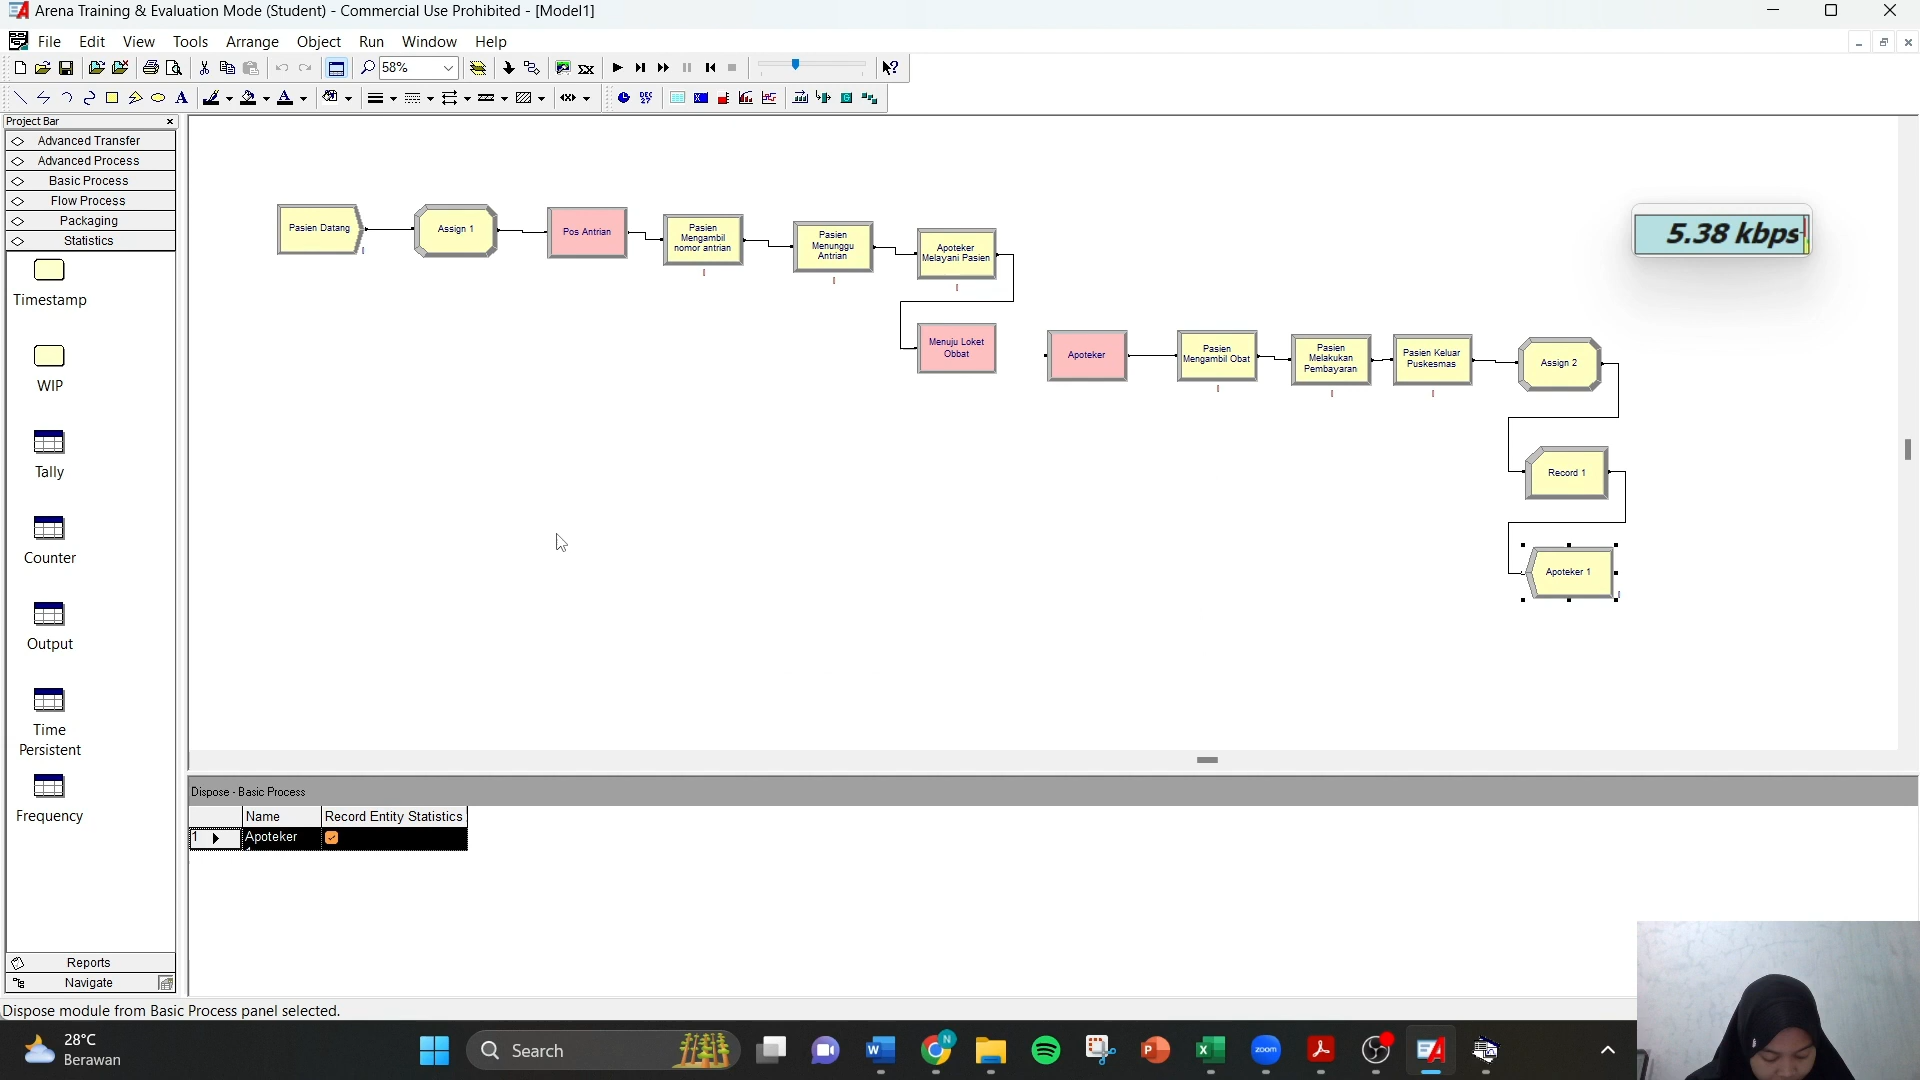 Arena Training & Evaluation Mode (Student) - Commercial Use Prohibited - [Model1]
File Edit View Tools Arrange Object Run Window Help
58%
Project Bar
Advanced Transfer
Advanced Process
Basic Process
Flow Process
Packaging
Statistics
Timestamp
WIP
Tally
Counter
Output
Time
Persistent
Frequency
Reports
Navigate
Pasien Datang
Assign 1
Pos Antrian
Pasien
Mengambil
nomor antrian
Pasien
Menunggu
Antrian
Apoteker
Melayani Pasien
Menuju Loket
Obbat
Apoteker
Pasien
Mengambil Obat
Pasien
Melakukan
Pembayaran
Pasien Keluar
Puskesmas
Assign 2
Record 1
Apoteker 1
5.38 kbps
Dispose - Basic Process
Name Record Entity Statistics
1 Apoteker
Dispose module from Basic Process panel selected.
28°C
Berawan
Search
zoom